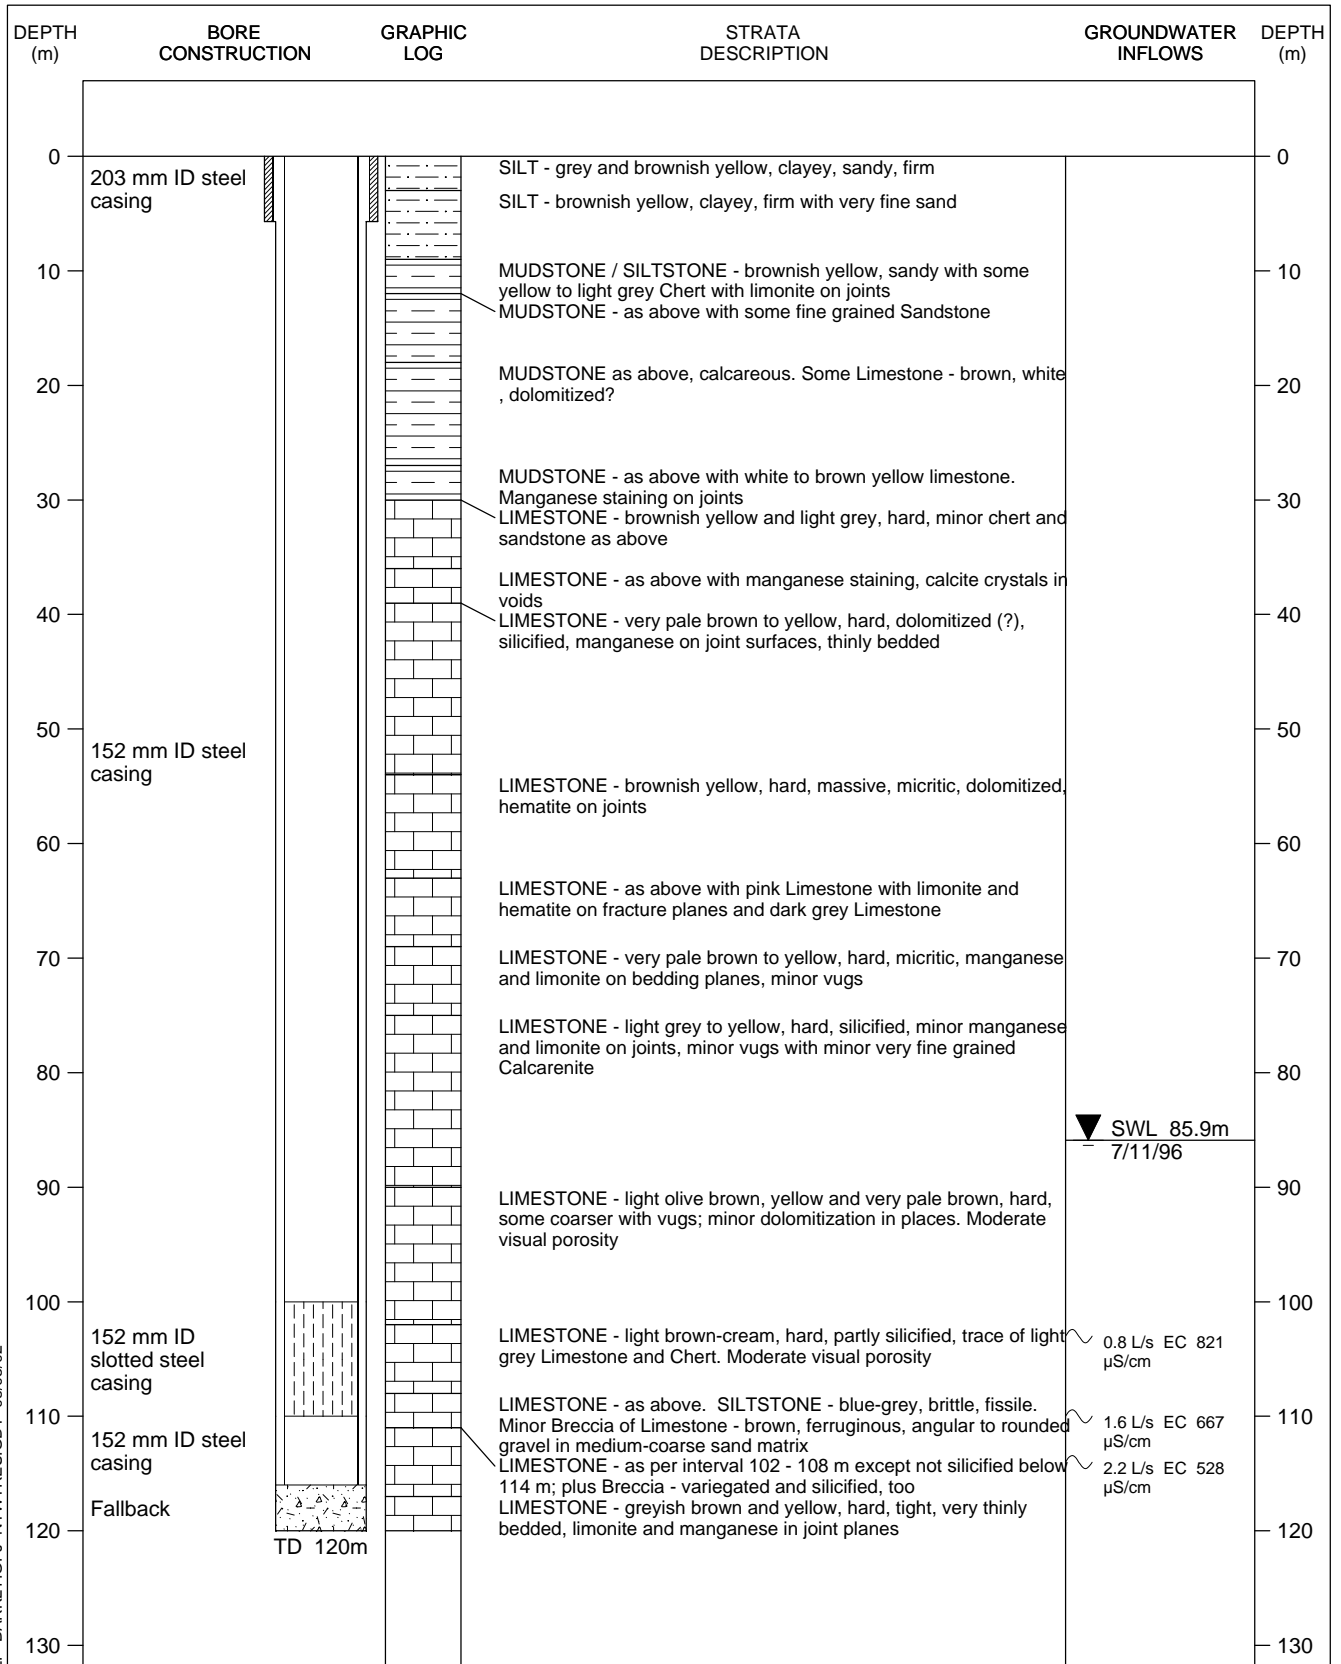 DEPTH
(m)
BORE
CONSTRUCTION
GRAPHIC
LOG
STRATA
DESCRIPTION
GROUNDWATER
INFLOWS
DEPTH
(m)
0
203 mm ID steel
casing
SILT - grey and brownish yellow, clayey, sandy, firm
0
SILT - brownish yellow, clayey, firm with very fine sand
10
MUDSTONE / SILTSTONE - brownish yellow, sandy with some
yellow to light grey Chert with limonite on joints
10
MUDSTONE - as above with some fine grained Sandstone
20
MUDSTONE as above, calcareous. Some Limestone - brown, white
, dolomitized?
20
MUDSTONE - as above with white to brown yellow limestone.
Manganese staining on joints
30
30
LIMESTONE - brownish yellow and light grey, hard, minor chert and
sandstone as above
LIMESTONE - as above with manganese staining, calcite crystals in
voids
40
LIMESTONE - very pale brown to yellow, hard, dolomitized (?),
silicified, manganese on joint surfaces, thinly bedded
40
50
50
152 mm ID steel
casing
LIMESTONE - brownish yellow, hard, massive, micritic, dolomitized,
hematite on joints
60
60
LIMESTONE - as above with pink Limestone with limonite and
hematite on fracture planes and dark grey Limestone
70
LIMESTONE - very pale brown to yellow, hard, micritic, manganese
and limonite on bedding planes, minor vugs
70
LIMESTONE - light grey to yellow, hard, silicified, minor manganese
and limonite on joints, minor vugs with minor very fine grained
Calcarenite
80
80
SWL 85.9m
7/11/96
90
90
LIMESTONE - light olive brown, yellow and very pale brown, hard,
some coarser with vugs; minor dolomitization in places. Moderate
visual porosity
100
100
152 mm ID
slotted steel
casing
LIMESTONE - light brown-cream, hard, partly silicified, trace of light
grey Limestone and Chert. Moderate visual porosity
0.8 L/s EC 821
µS/cm
110
LIMESTONE - as above. SILTSTONE - blue-grey, brittle, fissile.
Minor Breccia of Limestone - brown, ferruginous, angular to rounded
gravel in medium-coarse sand matrix
1.6 L/s EC 667
µS/cm
110
152 mm ID steel
casing
LIMESTONE - as per interval 102 - 108 m except not silicified below
114 m; plus Breccia - variegated and silicified, too
2.2 L/s EC 528
µS/cm
Fallback
LIMESTONE - greyish brown and yellow, hard, tight, very thinly
bedded, limonite and manganese in joint planes
120
120
TD 120m
130
130